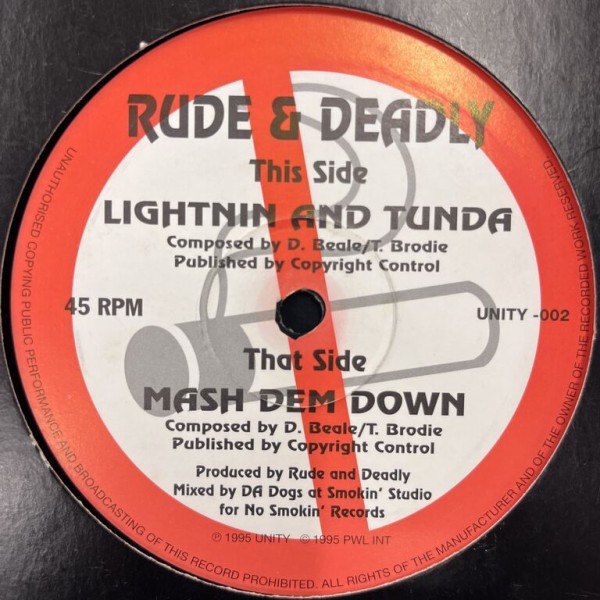 RUDE & DEADLY
This Side
LIGHTNIN AND TUNDA
Composed by D. Beale/T. Brodie
Published by Copyright Control
45 RPM
UNITY -002
That Side
MASH DEM DOWN
Composed by D. Beale/T. Brodie
Published by Copyright Control
Produced by Rude and Deadly
Mixed by DA Dogs at Smokin' Studio
for No Smokin' Records
℗ 1995 UNITY © 1995 PWL INT
UNAUTHORISED COPYING PUBLIC PERFORMANCE AND BROADCASTING OF THIS RECORD PROHIBITED. ALL RIGHTS OF THE MANUFACTURER AND OF THE OWNER OF THE RECORDED WORK RESERVED